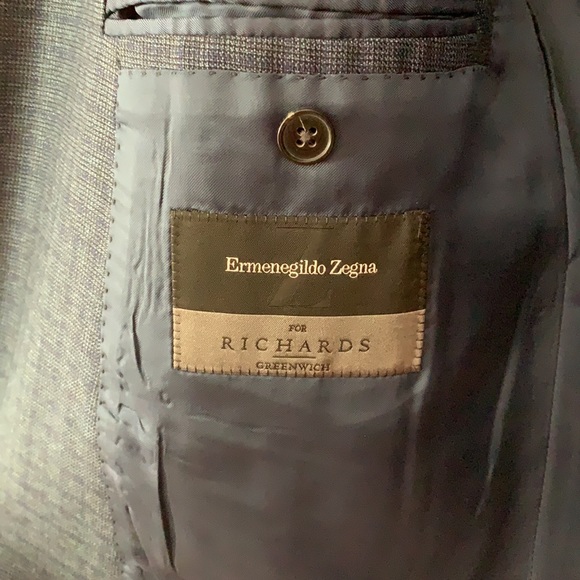 Ermenegildo Zegna
FOR
RICHARDS
GREENWICH